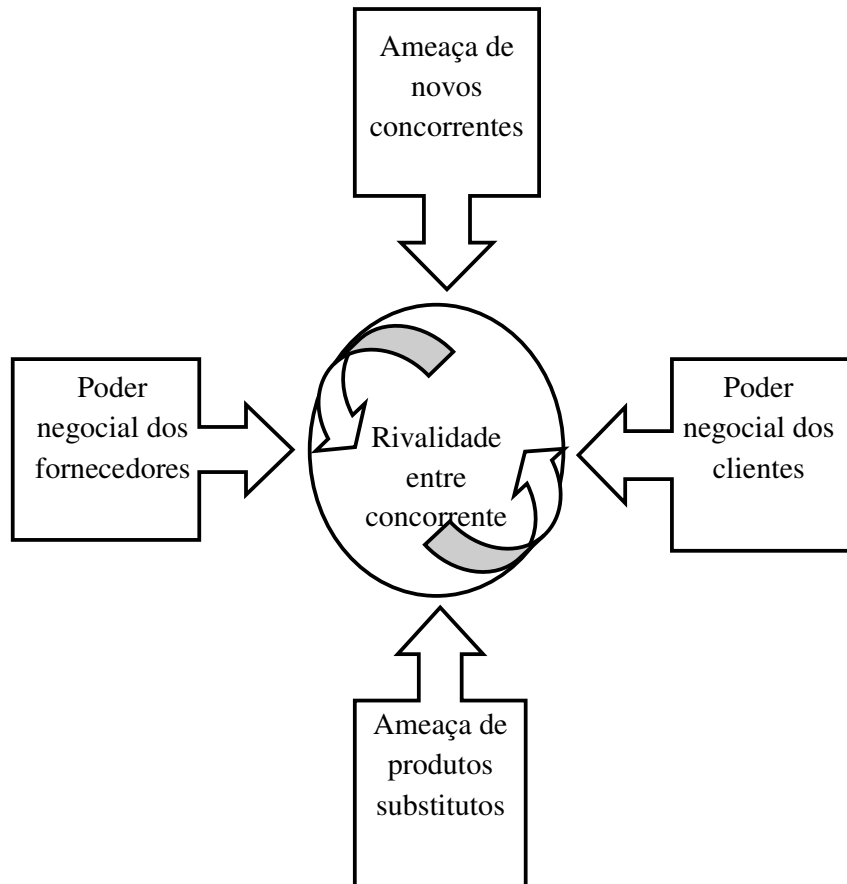 Ameaça de
novos
concorrentes
Poder
negocial dos
fornecedores
Rivalidade
entre
concorrente
Poder
negocial dos
clientes
Ameaça de
produtos
substitutos